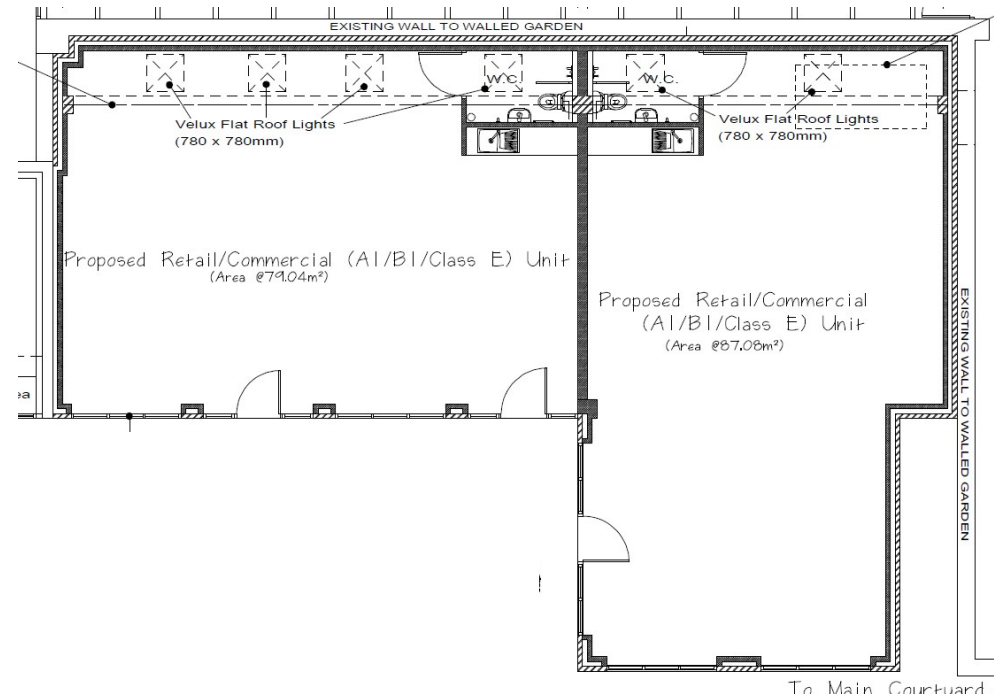 EXISTING WALL TO WALLED GARDEN
W.C.
W.C.
Velux Flat Roof Lights
(780 x 780mm)
Velux Flat Roof Lights
(780 x 780mm)
Proposed Retail/Commercial (A1/B1/Class E) Unit
(Area @79.04m²)
Proposed Retail/Commercial
(A1/B1/Class E) Unit
(Area @87.08m²)
EXISTING WALL TO WALLED GARDEN
ea
To Main Courtyard